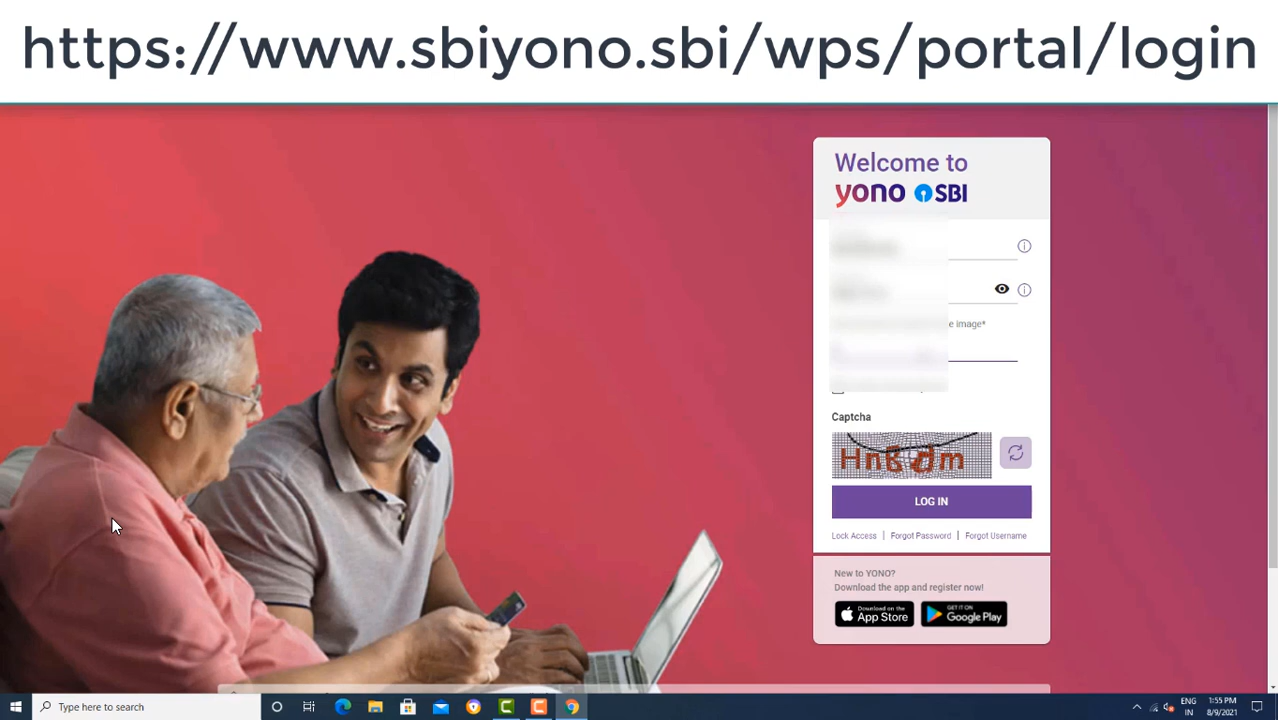 https://www.sbiyono.sbi/wps/portal/login
Welcome to
yono SBI
e image*
Captcha
LOG IN
Lock Access | Forgot Password | Forgot Username
New to YONO?
Download the app and register now!
Download on the App Store
GET IT ON Google Play
Type here to search
ENG IN
1:55 PM
8/9/2021